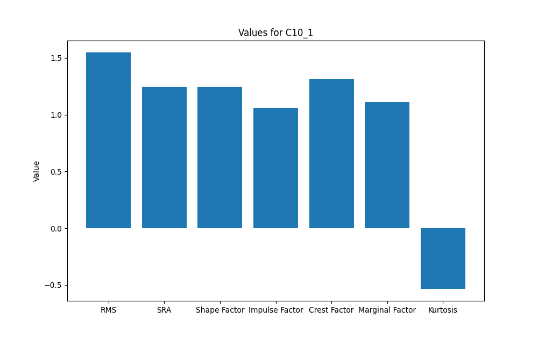 Values for C10_1
Value
1.5
1.0
0.5
0.0
−0.5
RMS SRA Shape Factor Impulse Factor Crest Factor Marginal Factor Kurtosis